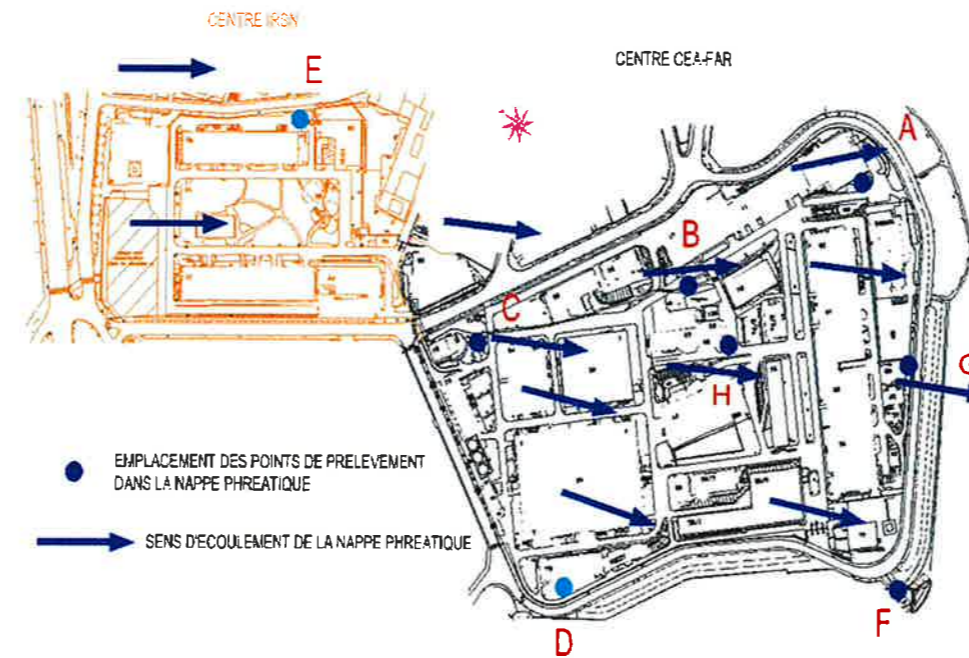 CENTRE IRSN
CENTRE CEA-FAR
E
A
B
C
G
H
EMPLACEMENT DES POINTS DE PRELEVEMENT
DANS LA NAPPE PHREATIQUE
SENS D'ECOULEMENT DE LA NAPPE PHREATIQUE
D
F